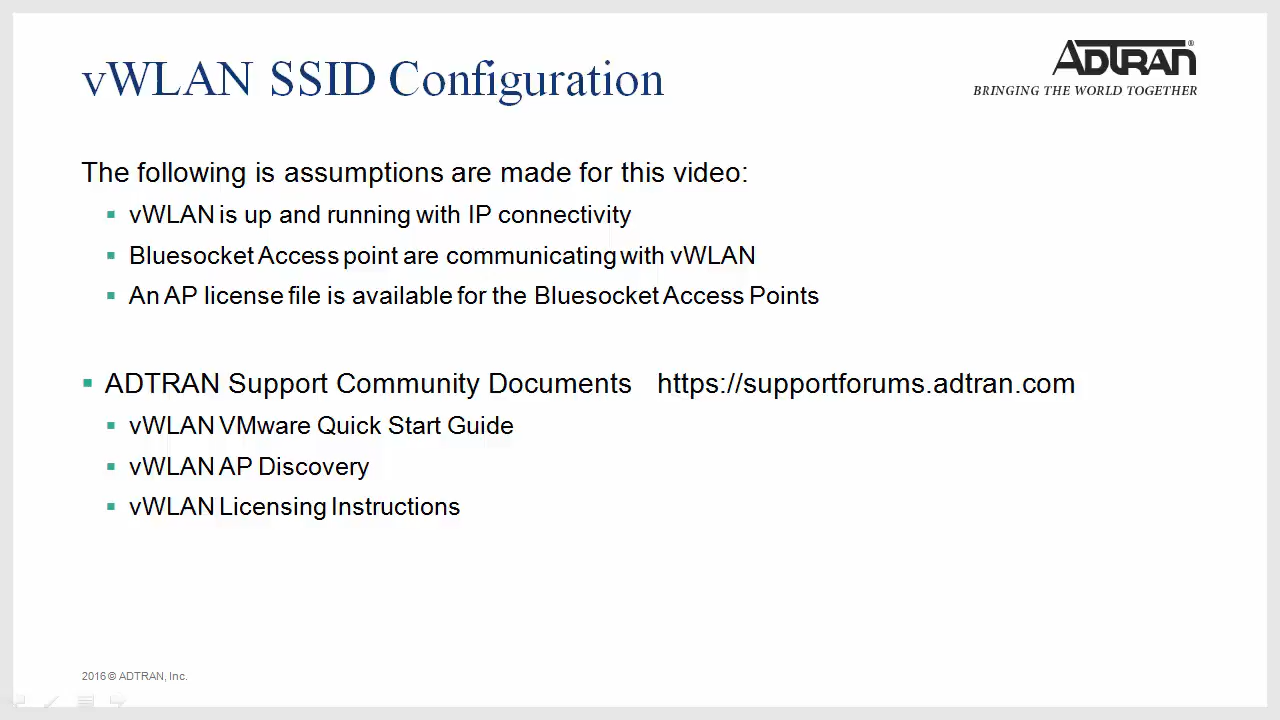 vWLAN SSID Configuration
ADTRAN®
BRINGING THE WORLD TOGETHER
The following is assumptions are made for this video:
vWLAN is up and running with IP connectivity
Bluesocket Access point are communicating with vWLAN
An AP license file is available for the Bluesocket Access Points
ADTRAN Support Community Documents https://supportforums.adtran.com
vWLAN VMware Quick Start Guide
vWLAN AP Discovery
vWLAN Licensing Instructions
2016 © ADTRAN, Inc.